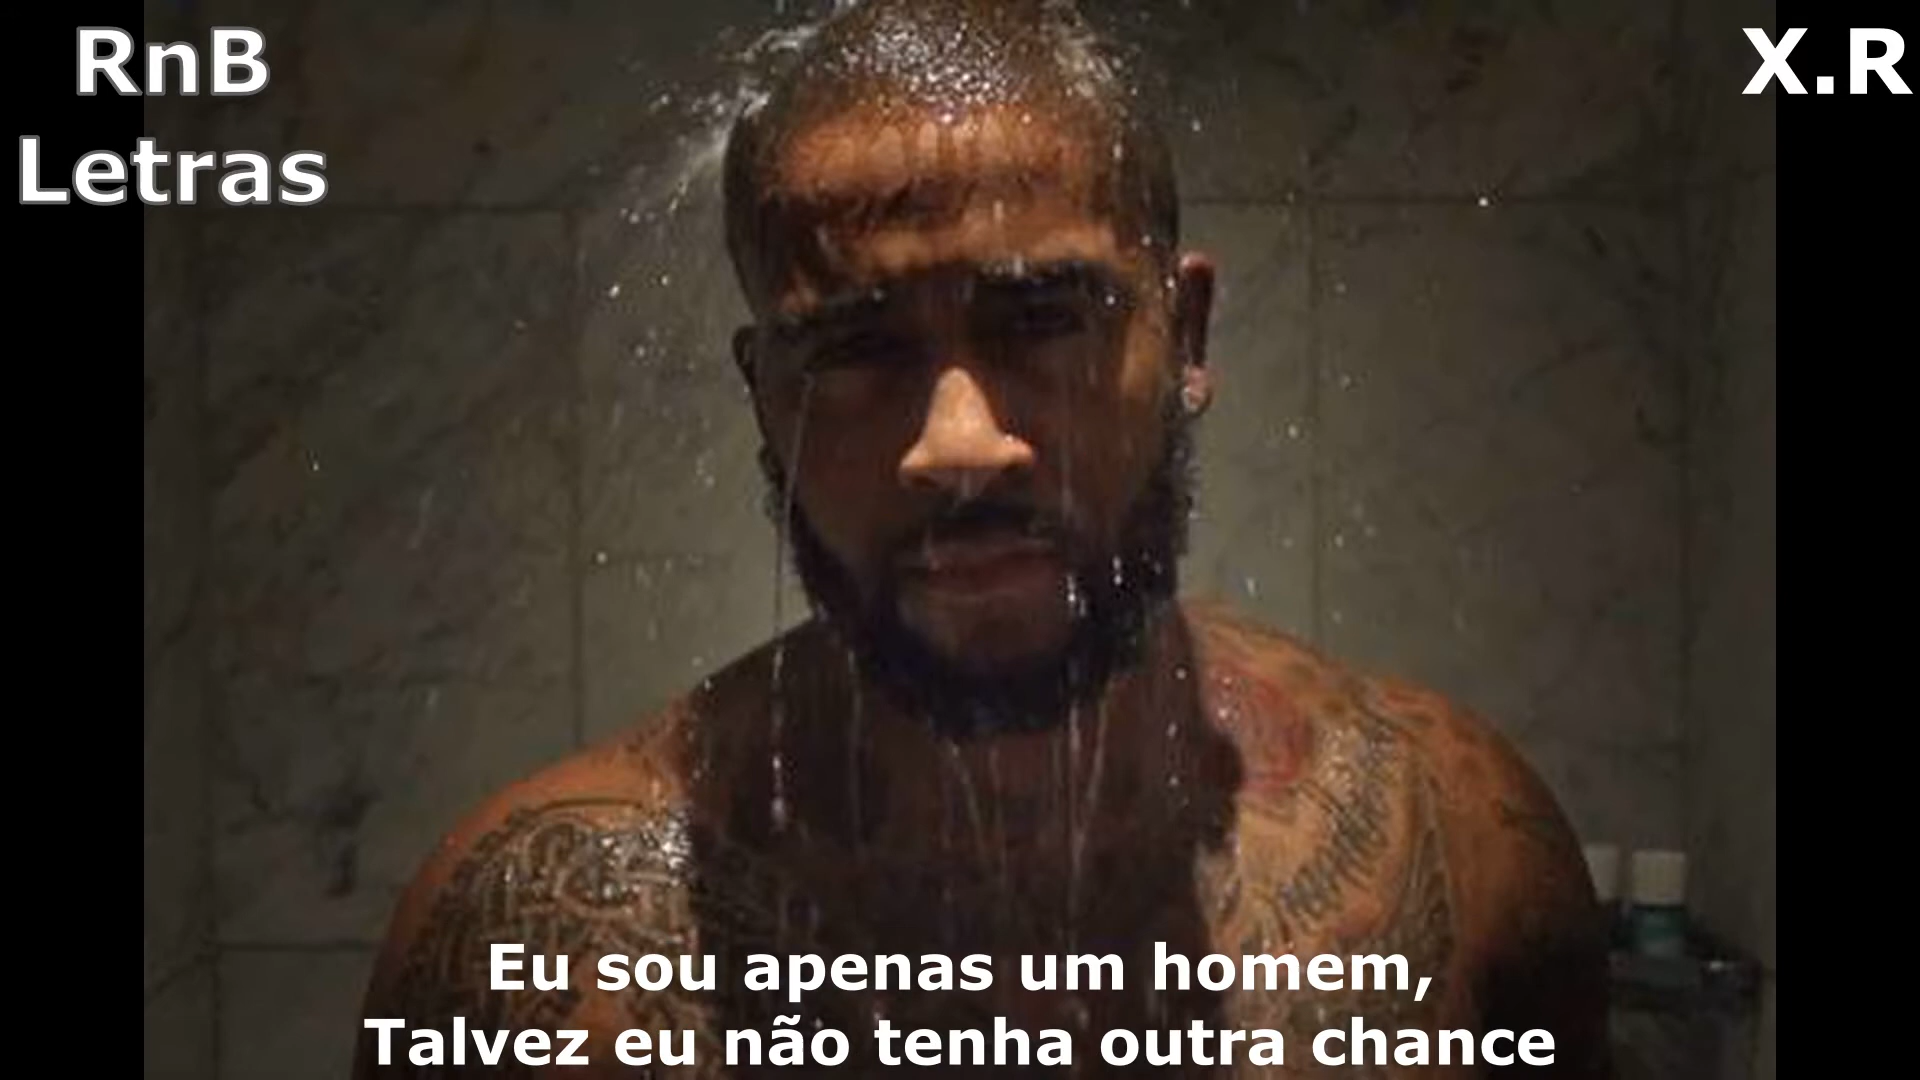 RnB
Letras
X.R
Eu sou apenas um homem,
Talvez eu não tenha outra chance